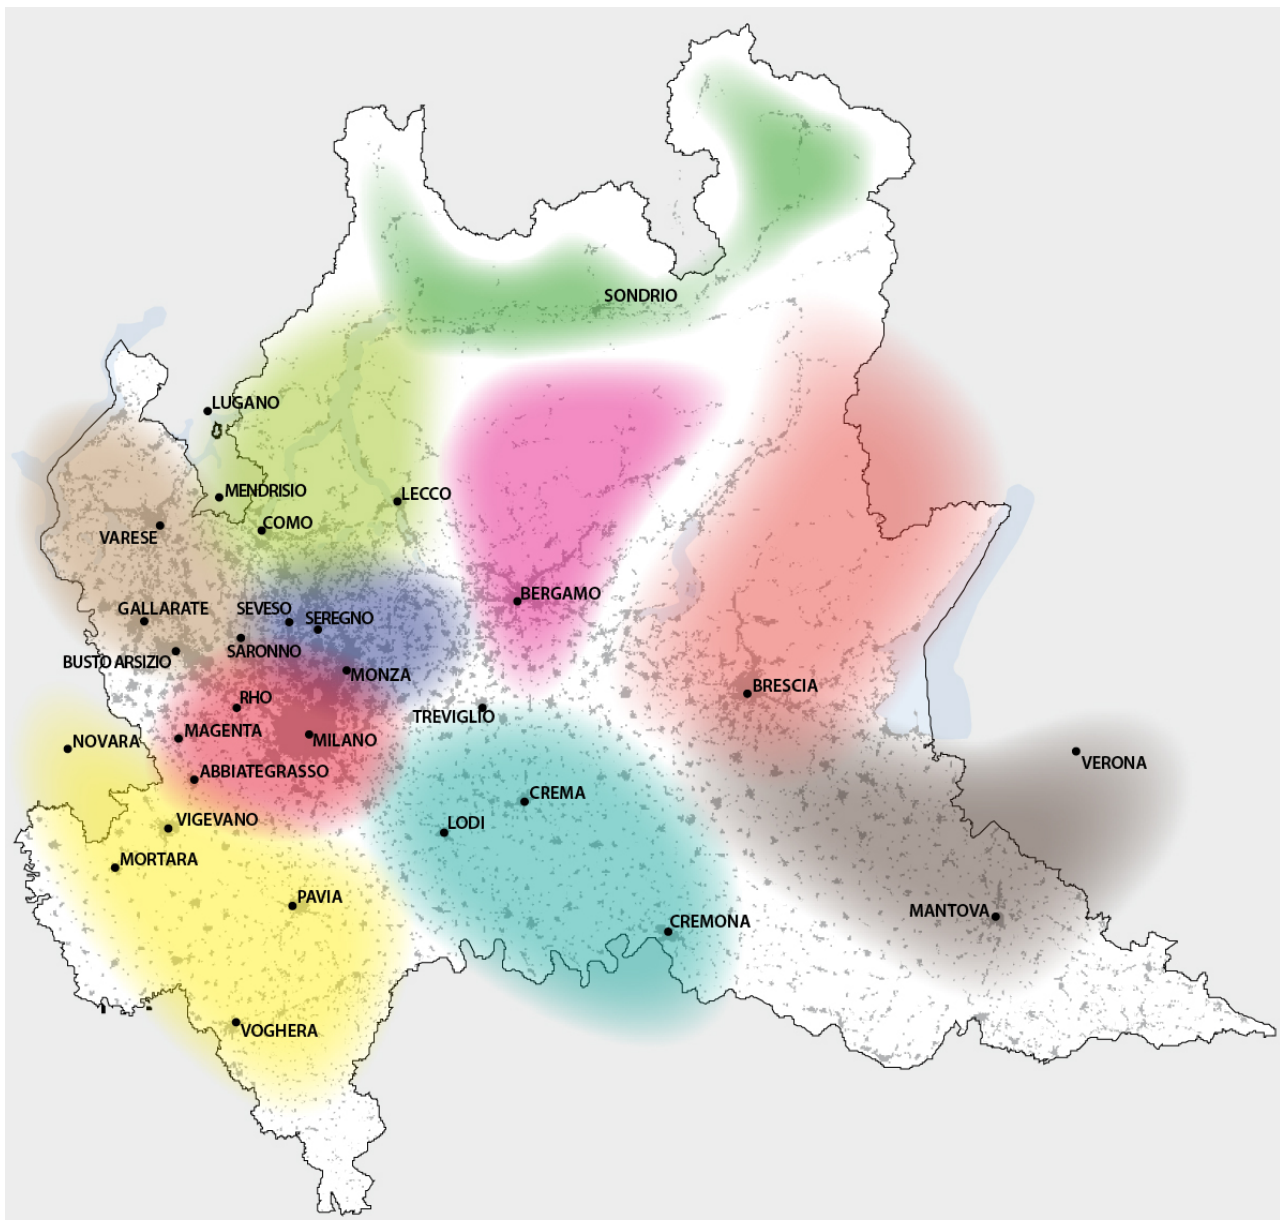 SONDRIO
LUGANO
MENDRISIO
LECCO
COMO
VARESE
BERGAMO
GALLARATE
SEVESO
SEREGNO
SARONNO
BUSTO ARSIZIO
MONZA
BRESCIA
RHO
TREVIGLIO
MAGENTA
NOVARA
MILANO
VERONA
ABBIATEGRASSO
CREMA
VIGEVANO
LODI
MORTARA
PAVIA
MANTOVA
CREMONA
VOGHERA